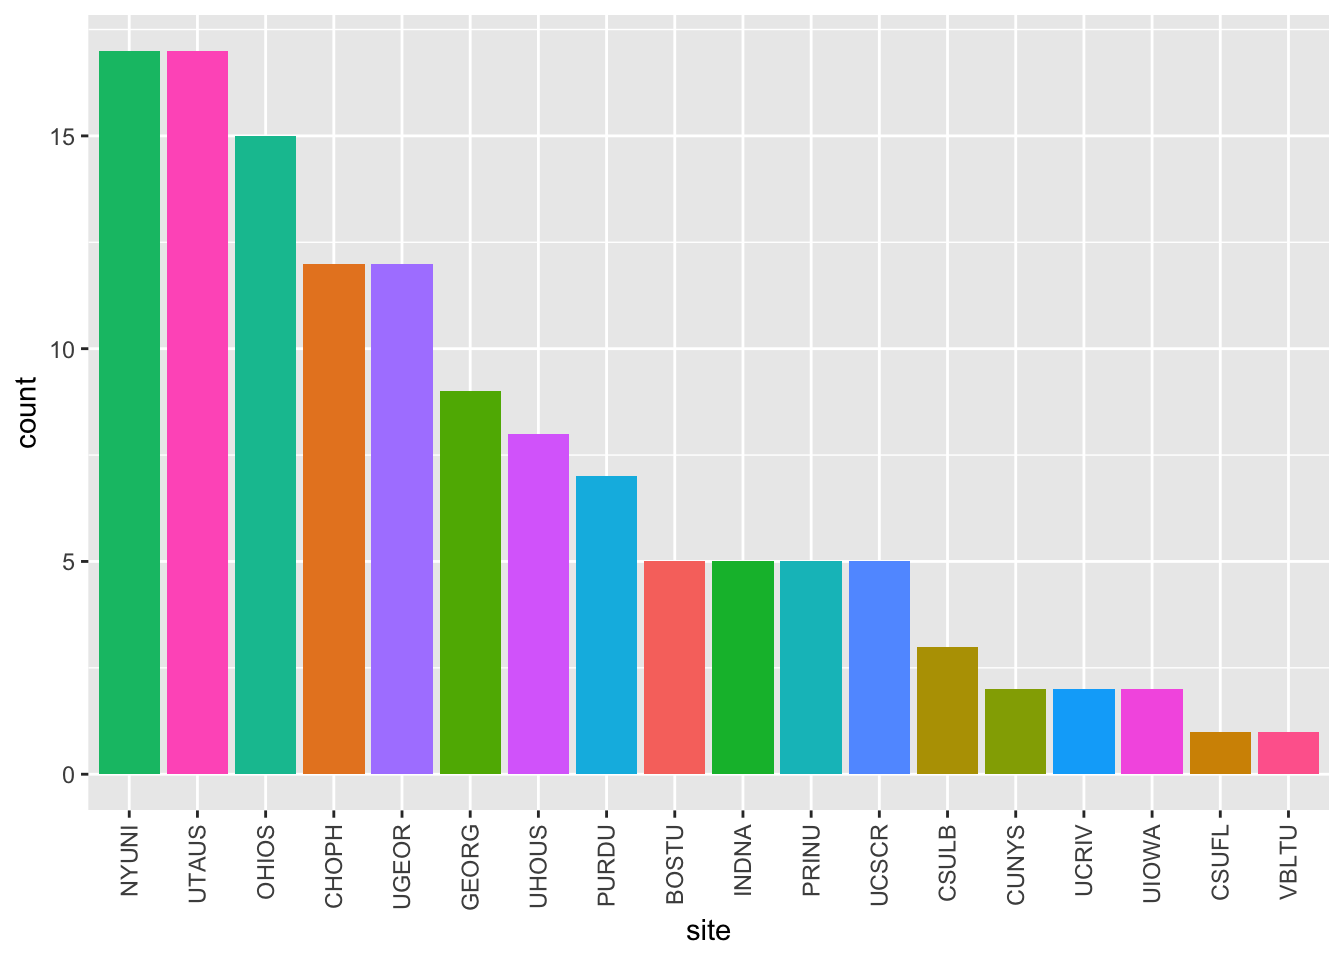 15
10
5
0
count
NYUNI
UTAUS
OHIOS
CHOPH
UGEOR
GEORG
UHOUS
PURDU
BOSTU
INDNA
PRINU
UCSCR
CSULB
CUNYS
UCRIV
UIOWA
CSUFL
VBLTU
site